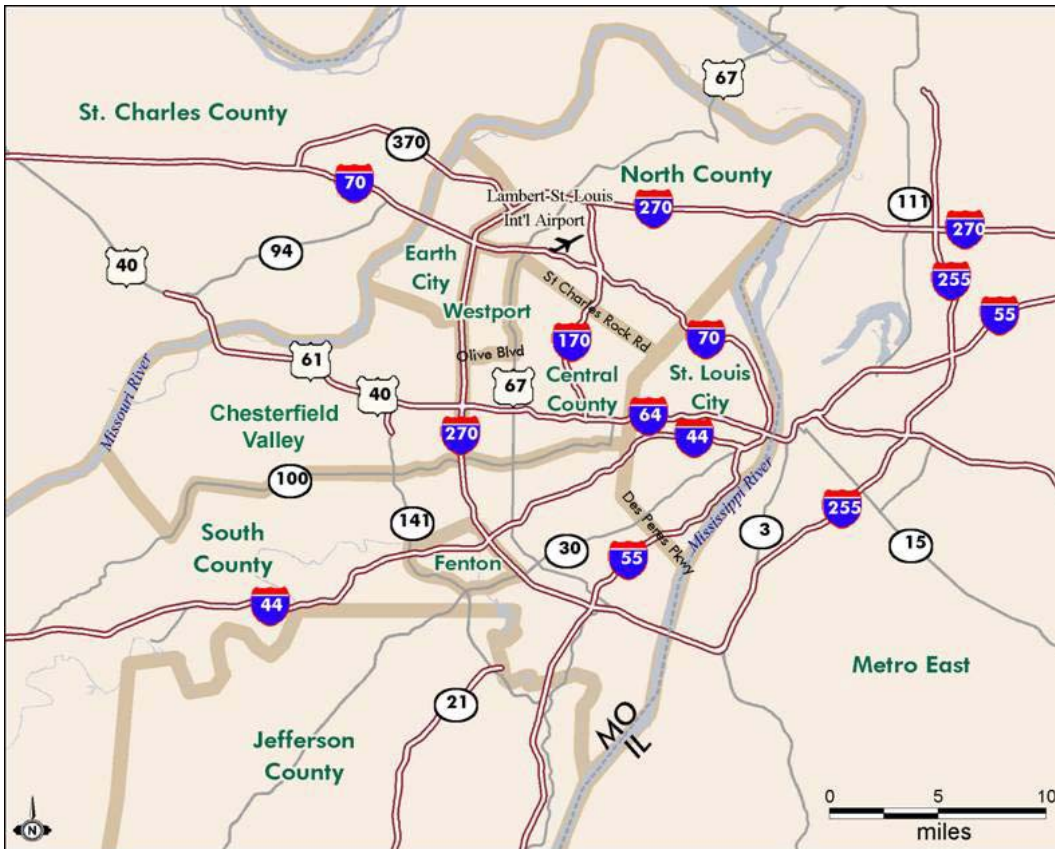 67
St. Charles County
370
70
North County
Lambert-St. Louis
Int'l Airport
270
111
270
94
40
Earth
City
255
St Charles Rock Rd
Westport
55
61
Olive Blvd
170
70
67
Central
County
St. Louis
City
40
Missouri River
Chesterfield
Valley
270
64
44
100
Des Peres Pkwy
Mississippi River
255
141
South
County
30
3
15
Fenton
55
44
Metro East
21
MO
IL
Jefferson
County
0
5
10
miles
N